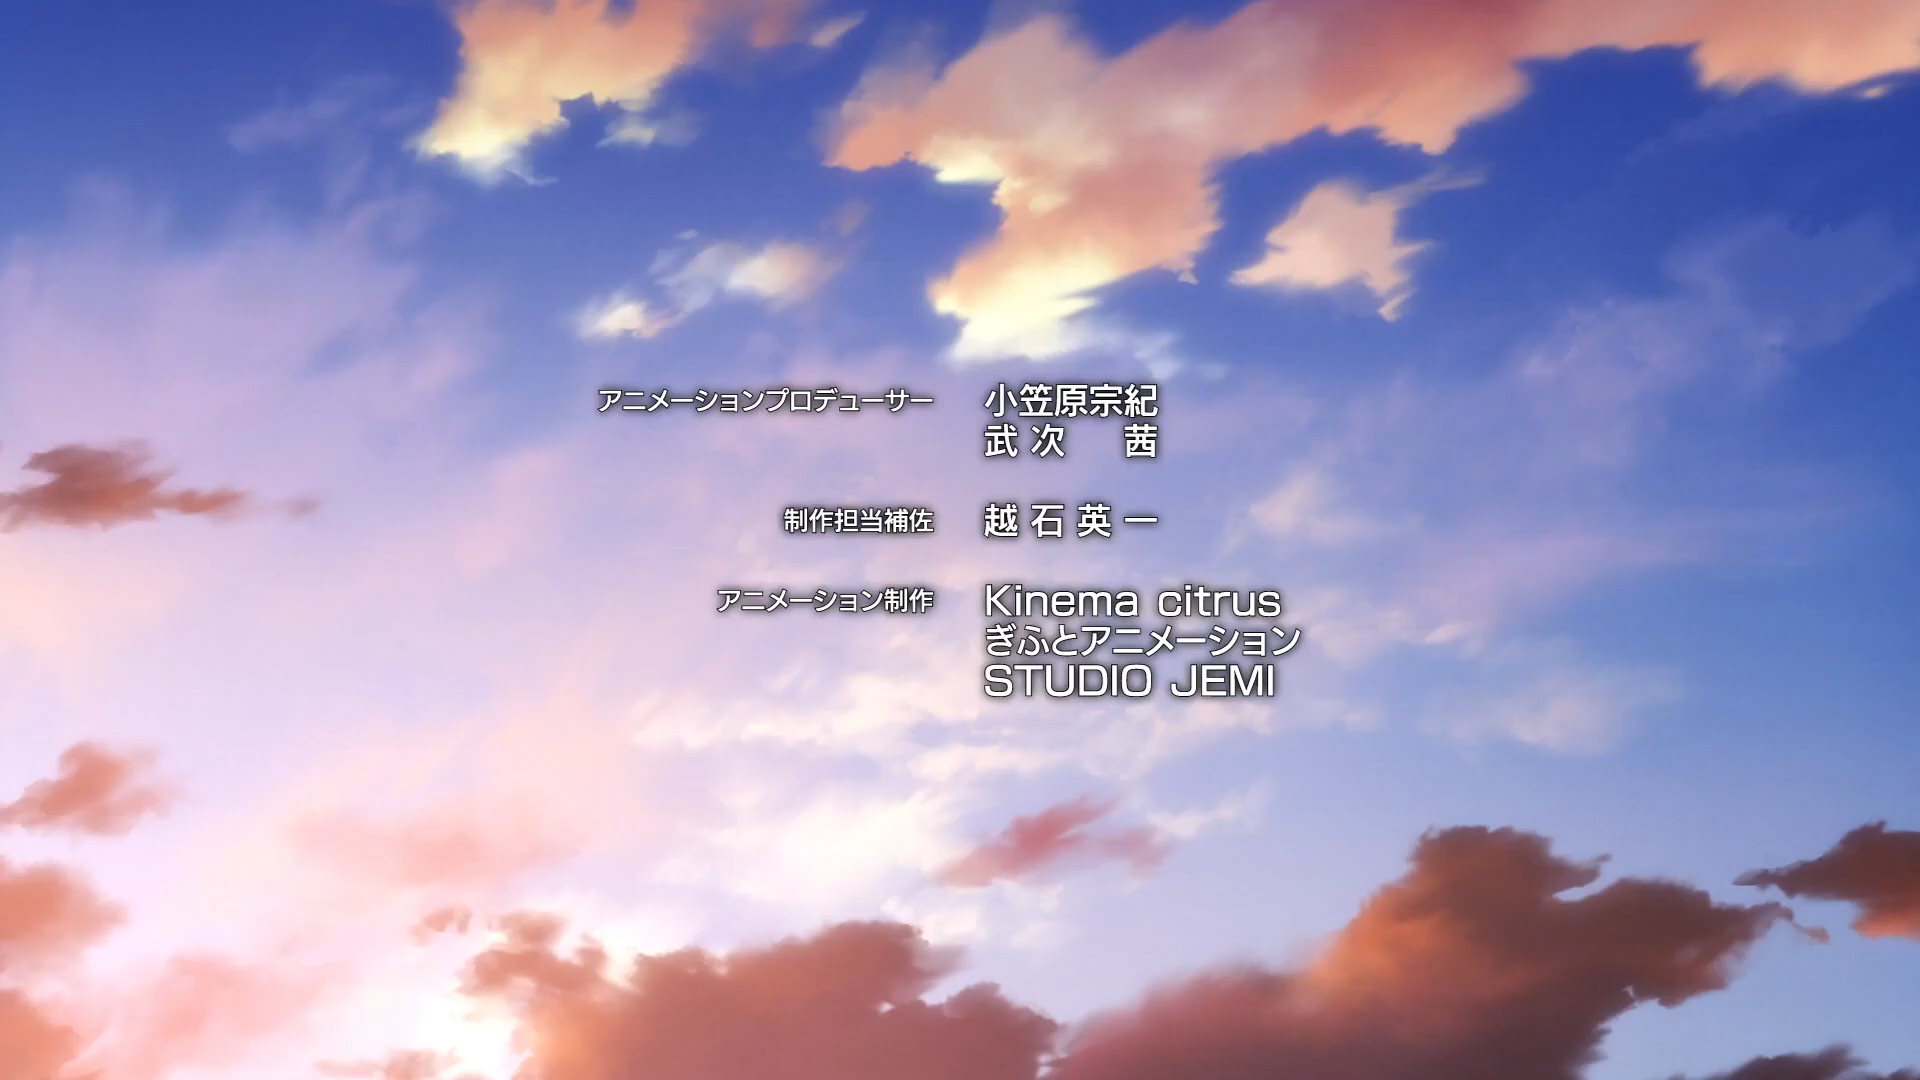 アニメーションプロデューサー 小笠原宗紀
武次 茜
制作担当補佐 越石英一
アニメーション制作 Kinema citrus
ぎふとアニメーション
STUDIO JEMI